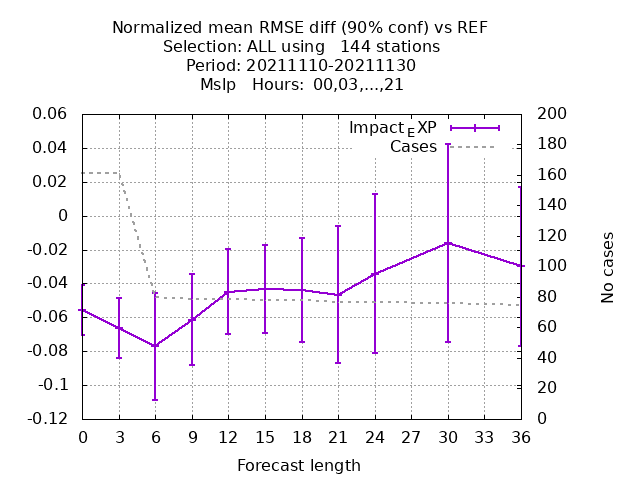 Normalized mean RMSE diff (90% conf) vs REF
Selection: ALL using   144 stations
Period: 20211110-20211130
Mslp   Hours:  00,03,...,21
0.06
0.04
0.02
0
-0.02
-0.04
-0.06
-0.08
-0.1
-0.12
Impact_EXP
Cases
200
180
160
140
120
100
80
60
40
20
0
No cases
0 3 6 9 12 15 18 21 24 27 30 33 36
Forecast length